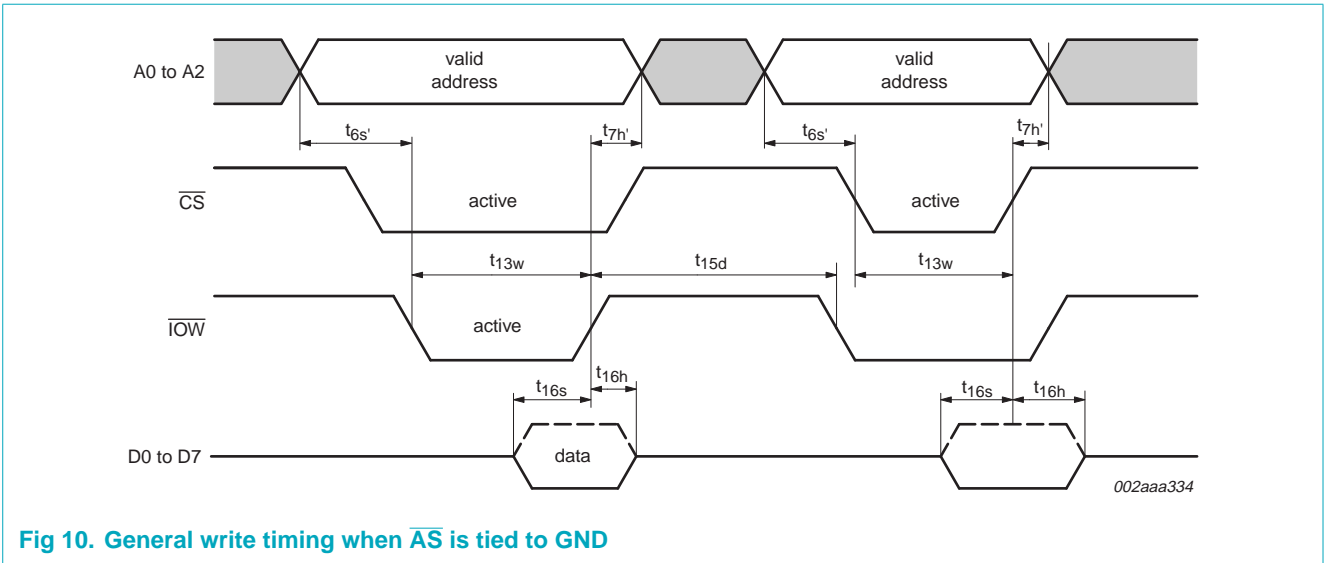 valid
address
valid
address
A0 to A2
t6s'
t7h'
t6s'
t7h'
CS
active
active
t13w
t15d
t13w
IOW
active
t16s
t16h
t16s
t16h
D0 to D7
data
002aaa334
Fig 10. General write timing when AS is tied to GND